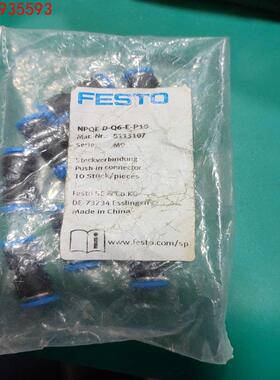 935593
FESTO
NPQE-D-Q6-E-P10
Mat.Nr.: 5113107
Serie: M0
Steckverbindung
Push-in connector
10 Stück/pieces
Festo SE & Co.KG
DE-73734 Esslingen
Made in China
www.festo.com/sp